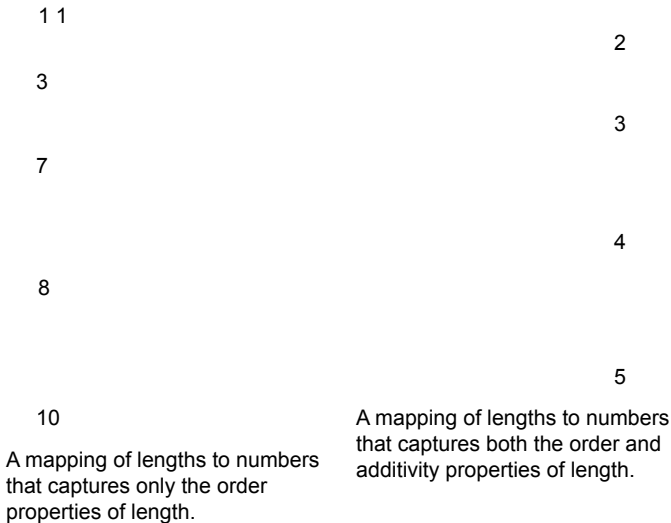 1 1
2
3
3
7
4
8
5
10
A mapping of lengths to numbers
that captures only the order
properties of length.
A mapping of lengths to numbers
that captures both the order and
additivity properties of length.